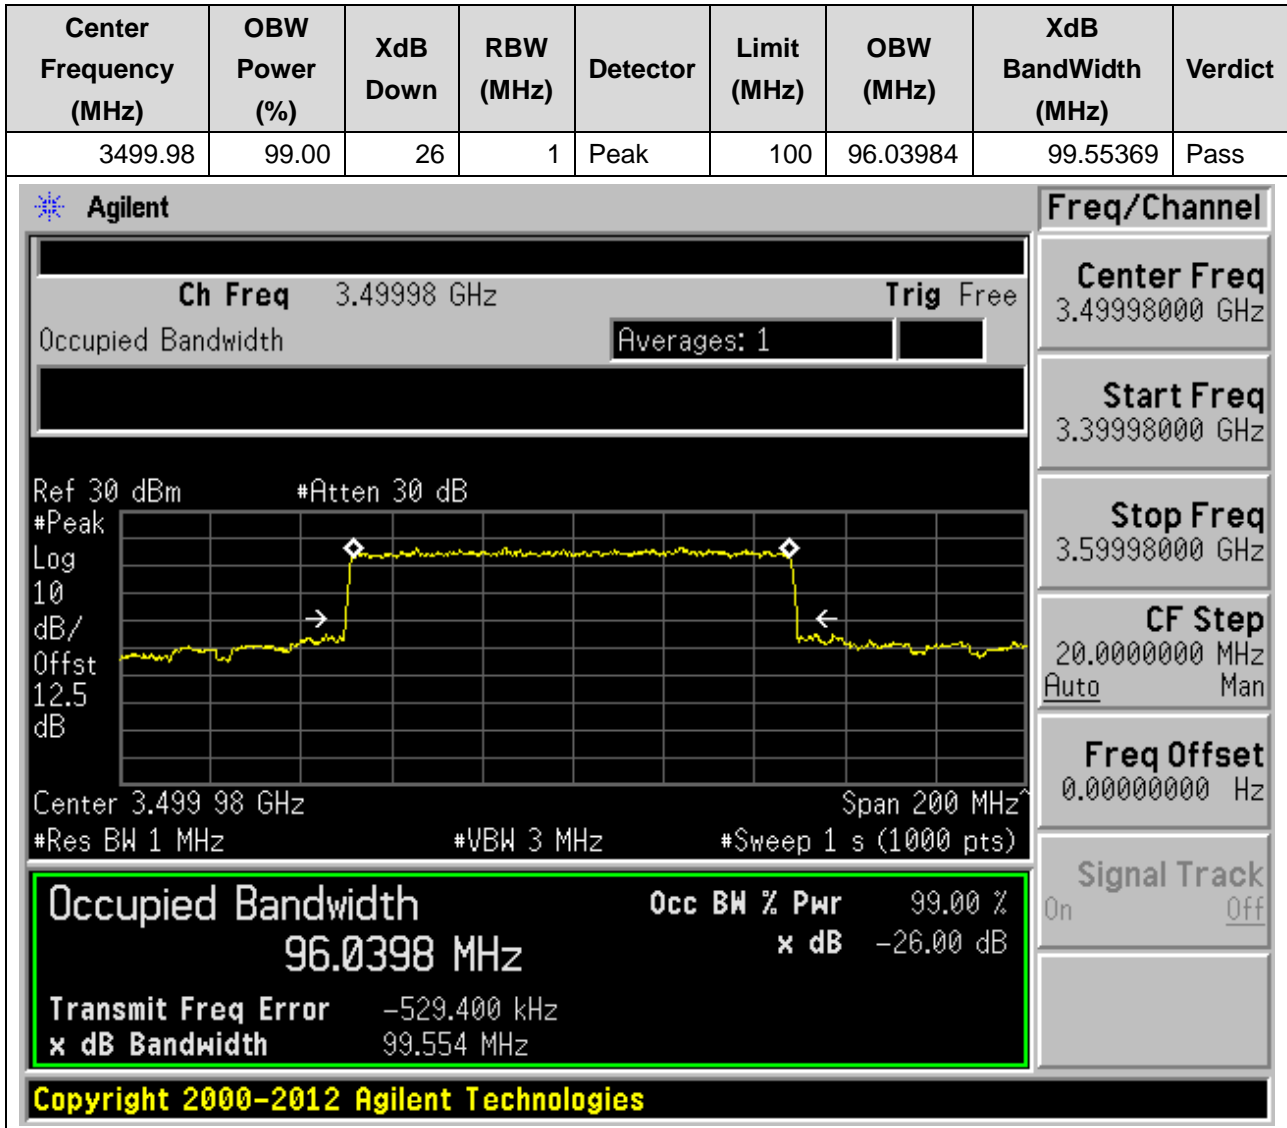 Center Frequency (MHz) OBW Power (%) XdB Down RBW (MHz) Detector Limit (MHz) OBW (MHz) XdB BandWidth (MHz) Verdict
3499.98 99.00 26 1 Peak 100 96.03984 99.55369 Pass
Agilent
Ch Freq 3.49998 GHz Trig Free
Occupied Bandwidth Averages: 1
Ref 30 dBm #Atten 30 dB
#Peak
Log
10
dB/
Offst
12.5
dB
Center 3.499 98 GHz Span 200 MHz^
#Res BW 1 MHz #VBW 3 MHz #Sweep 1 s (1000 pts)
Occupied Bandwidth Occ BW % Pwr 99.00 %
96.0398 MHz x dB -26.00 dB
Transmit Freq Error -529.400 kHz
x dB Bandwidth 99.554 MHz
Copyright 2000-2012 Agilent Technologies
Freq/Channel
Center Freq
3.49998000 GHz
Start Freq
3.39998000 GHz
Stop Freq
3.59998000 GHz
CF Step
20.0000000 MHz
Auto Man
Freq Offset
0.00000000 Hz
Signal Track
On Off